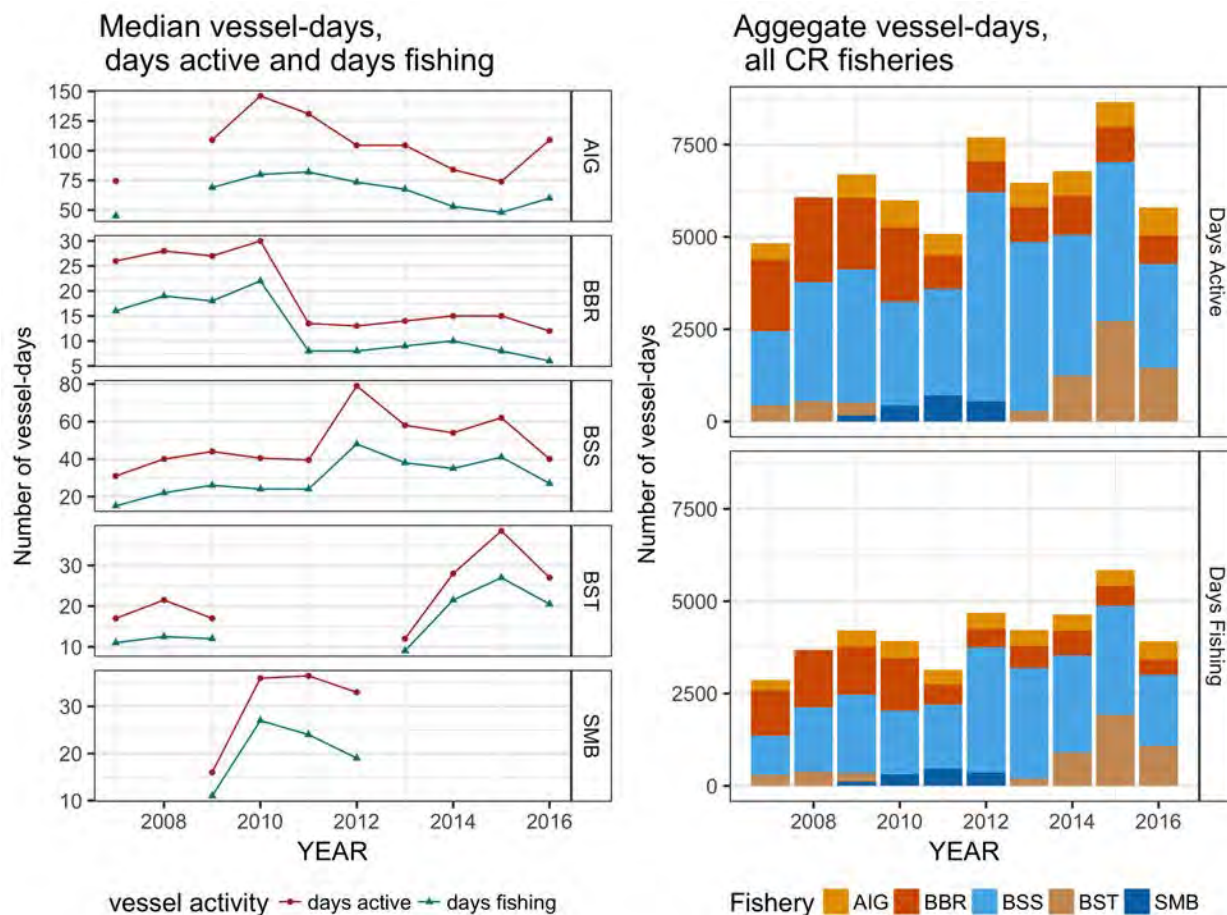 Median vessel-days,
days active and days fishing
150
125
100
75
50
AIG
30
25
20
15
10
5
BBR
80
60
40
20
BSS
30
20
10
BST
30
20
10
SMB
Number of vessel-days
2008 2010 2012 2014 2016
YEAR
vessel activity days active days fishing
Aggegate vessel-days,
all CR fisheries
7500
5000
2500
0
Days Active
7500
5000
2500
0
Days Fishing
Number of vessel-days
2008 2010 2012 2014 2016
YEAR
Fishery AIG BBR BSS BST SMB